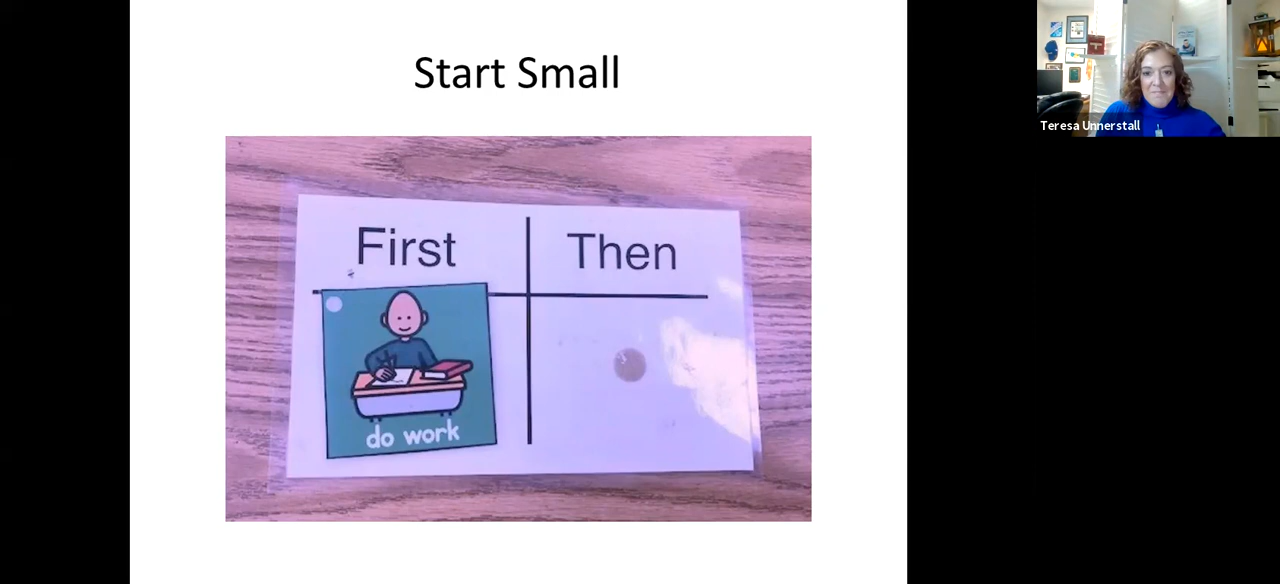 Start Small
First
Then
do work
Teresa Unnerstall